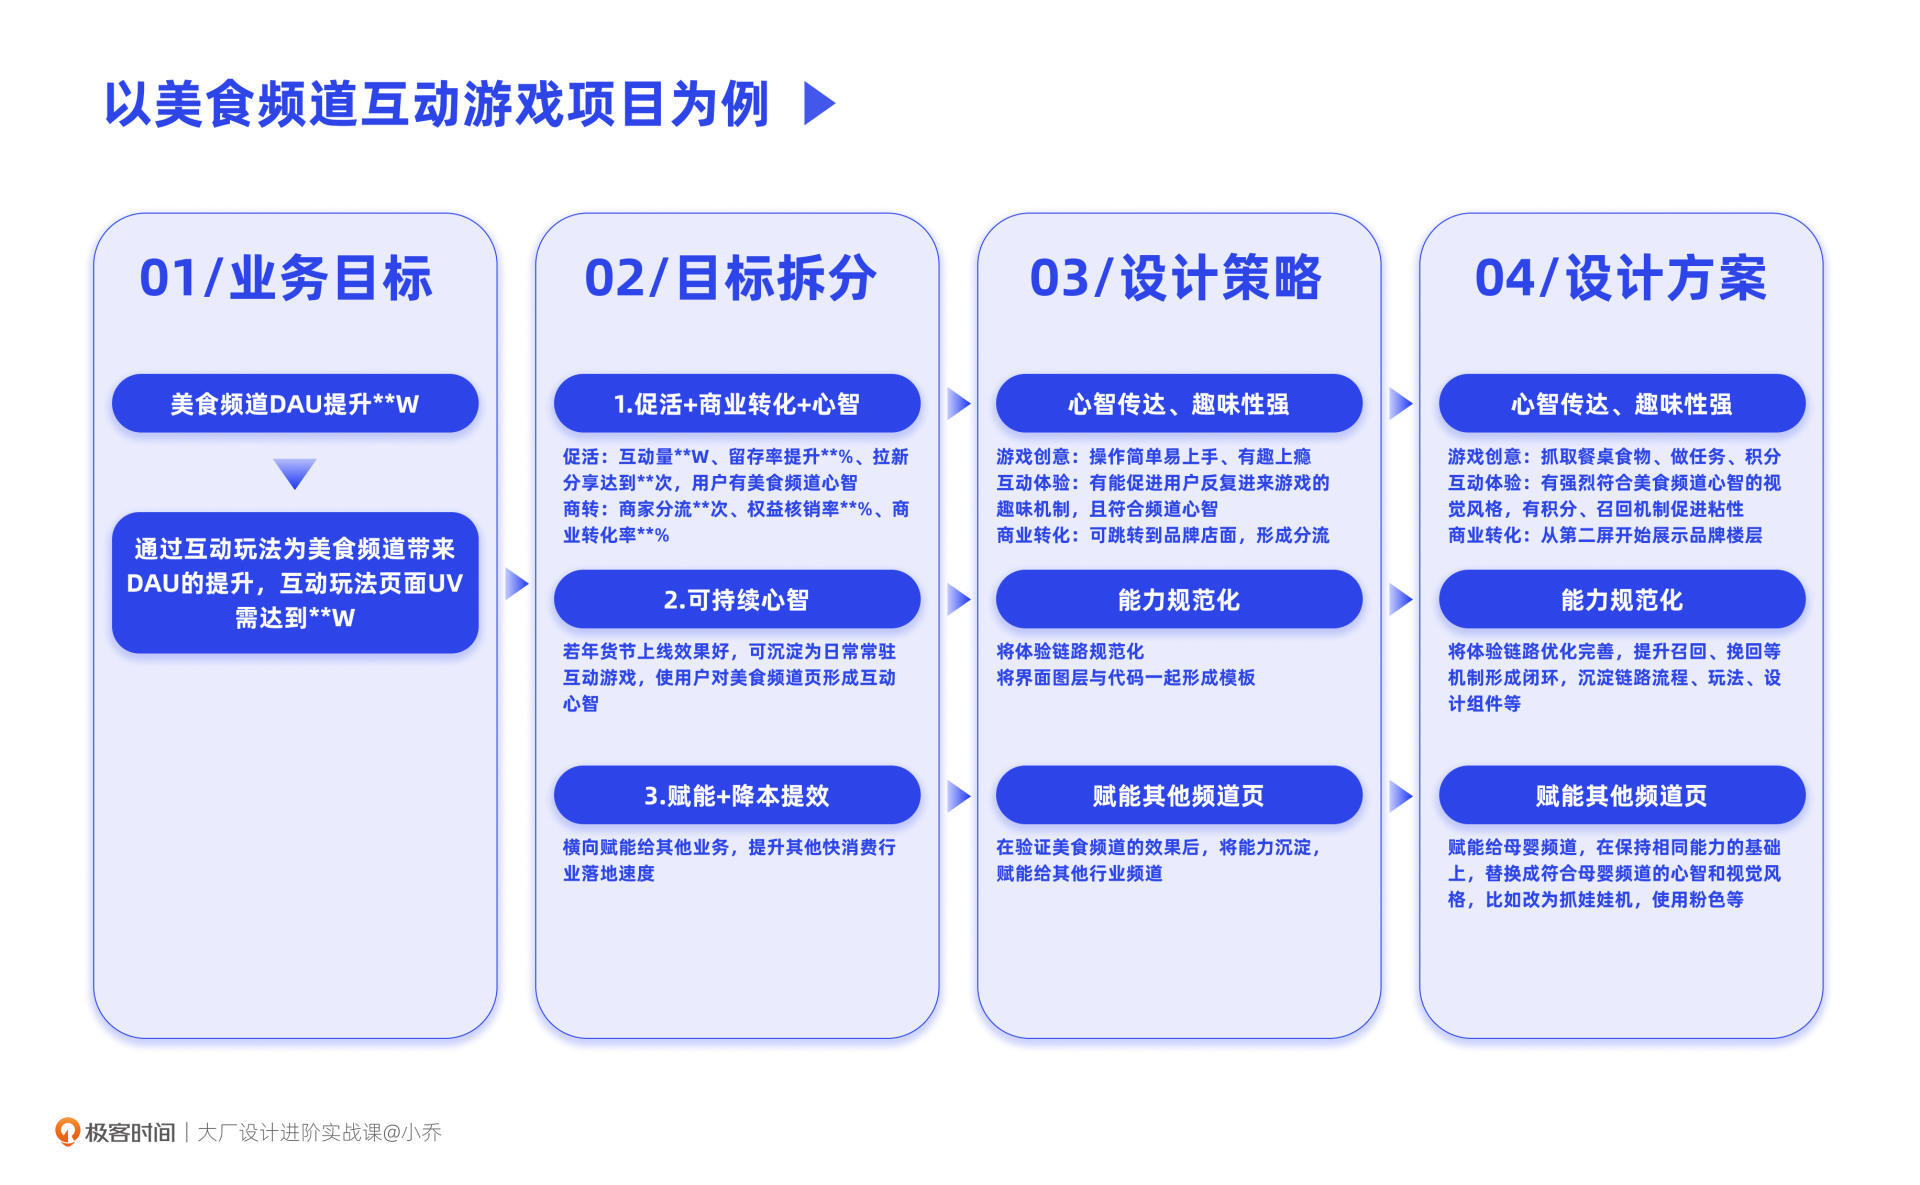 以美食频道互动游戏项目为例
01/业务目标
美食频道DAU提升**W
通过互动玩法为美食频道带来
DAU的提升，互动玩法页面UV
需达到**W
02/目标拆分
1.促活+商业转化+心智
促活：互动量**W、留存率提升**%、拉新
分享达到**次，用户有美食频道心智
商转：商家分流**次、权益核销率**%、商
业转化率**%
2.可持续心智
若年货节上线效果好，可沉淀为日常常驻
互动游戏，使用户对美食频道页形成互动
心智
3.赋能+降本提效
横向赋能给其他业务，提升其他快消费行
业落地速度
03/设计策略
心智传达、趣味性强
游戏创意：操作简单易上手、有趣上瘾
互动体验：有能促进用户反复进来游戏的
趣味机制，且符合频道心智
商业转化：可跳转到品牌店面，形成分流
能力规范化
将体验链路规范化
将界面图层与代码一起形成模板
赋能其他频道页
在验证美食频道的效果后，将能力沉淀，
赋能给其他行业频道
04/设计方案
心智传达、趣味性强
游戏创意：抓取餐桌食物、做任务、积分
互动体验：有强烈符合美食频道心智的视
觉风格，有积分、召回机制促进粘性
商业转化：从第二屏开始展示品牌楼层
能力规范化
将体验链路优化完善，提升召回、挽回等
机制形成闭环，沉淀链路流程、玩法、设
计组件等
赋能其他频道页
赋能给母婴频道，在保持相同能力的基础
上，替换成符合母婴频道的心智和视觉风
格，比如改为抓娃娃机，使用粉色等
极客时间 | 大厂设计进阶实战课@小乔